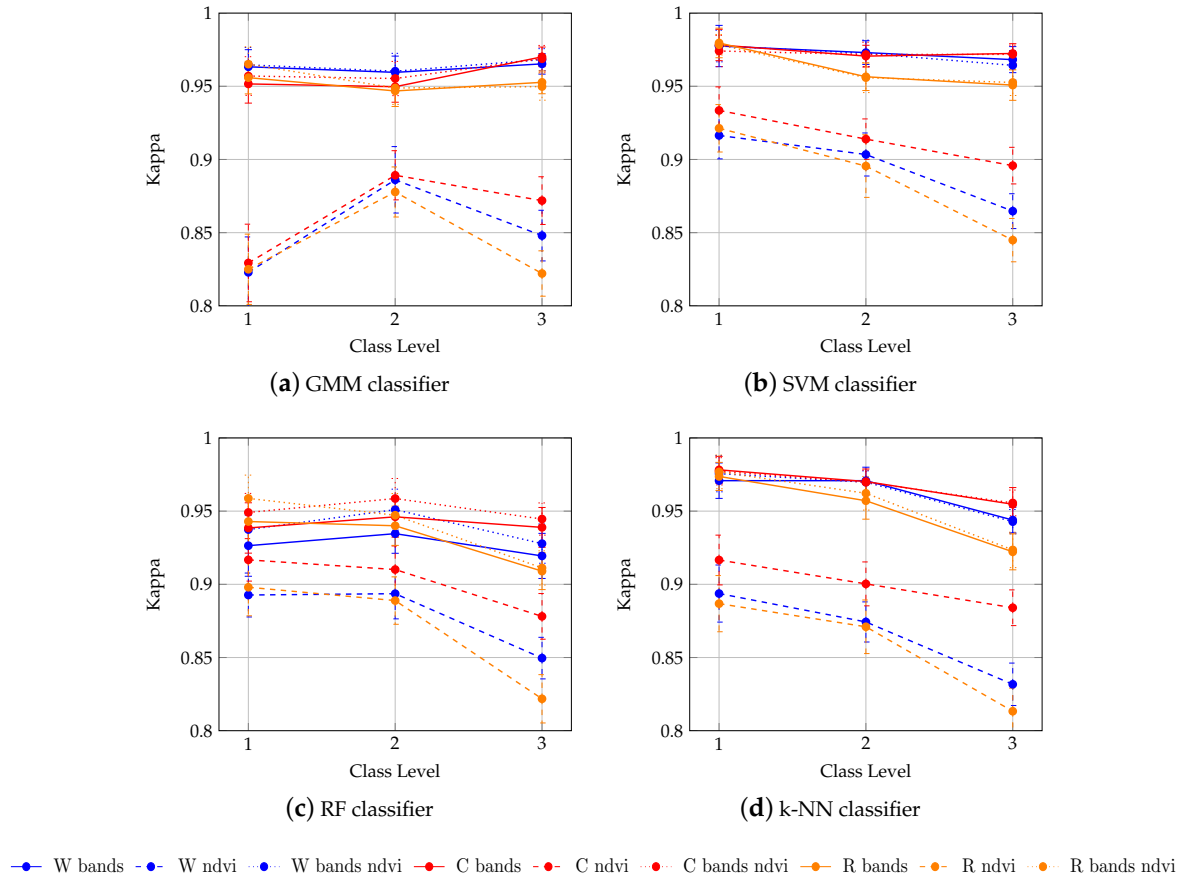 1
0.95
0.9
0.85
0.8
Kappa
1 2 3
Class Level
(a) GMM classifier
1
0.95
0.9
0.85
0.8
Kappa
1 2 3
Class Level
(b) SVM classifier
1
0.95
0.9
0.85
0.8
Kappa
1 2 3
Class Level
(c) RF classifier
1
0.95
0.9
0.85
0.8
Kappa
1 2 3
Class Level
(d) k-NN classifier
W bands W ndvi W bands ndvi C bands C ndvi C bands ndvi R bands R ndvi R bands ndvi